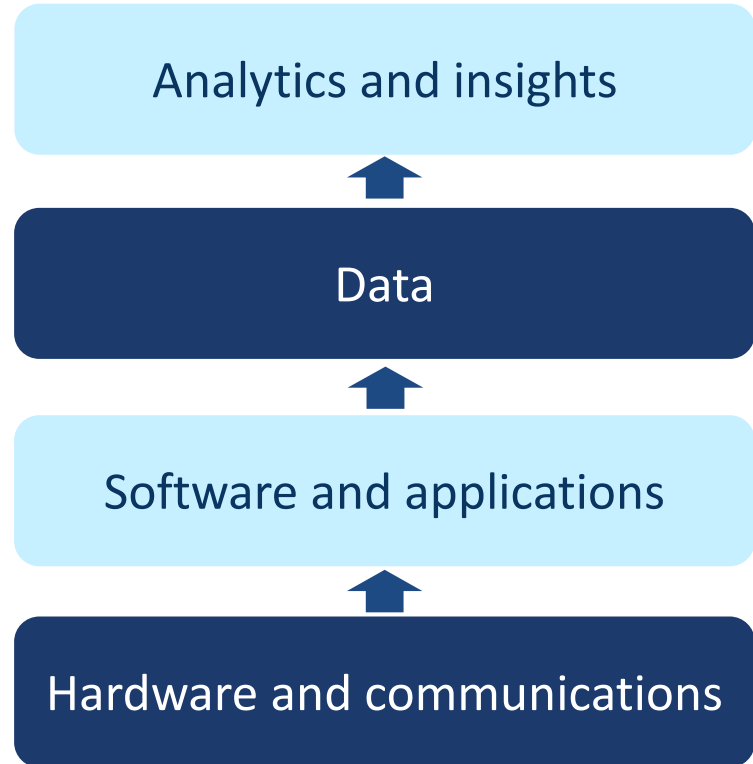 Analytics and insights
Data
Software and applications
Hardware and communications